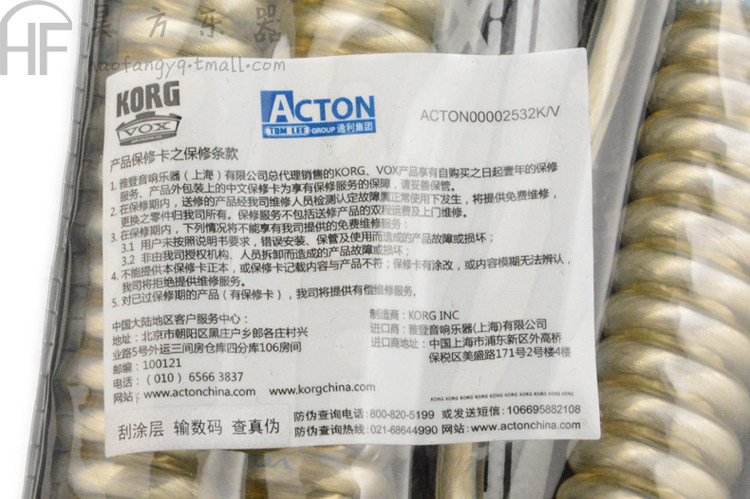 AF
昊方乐器
haofangyq.tmall.com
KORG
VOX
ACTON
TOM LEE GROUP 通利集团
ACTON00002532K/V
产品保修卡之保修条款
1. 雅登音响乐器（上海）有限公司总代理销售的KORG、VOX产品享有自购买之日起壹年的保修
服务、产品外包装上的中文保修卡为享有保修服务的保障，请妥善保管。
2. 在保修期内，送修的产品经我司维修人员检测认定故障属正常使用下发生，将提供免费维修，
更换之零件归我司所有。保修服务不包括送修产品的双程运费及上门维修。
3. 在保修期内，下列情况将不能享有我司提供的免费维修服务：
3.1 用户未按照说明书要求，错误安装、保管及使用而造成的产品故障或损坏；
3.2 非由我司授权机构、人员拆卸而造成的产品故障或损坏；
4. 不能提供本保修卡正本，或保修卡记载内容与产品不符；保修卡有涂改，或内容模糊无法辨认，
我司将拒绝提供维修服务。
5. 对已过保修期的产品（有保修卡），我司将提供有偿维修服务。
中国大陆地区客户服务中心：
地址：北京市朝阳区黑庄户乡郎各庄村兴
业路5号外运三间房仓库四分库106房间
邮编：100121
电话：（010）6566 3837
网站：www.actonchina.com www.korgchina.com
制造商：KORG INC
进口商：雅登音响乐器(上海)有限公司
进口商地址：中国上海市浦东新区外高桥
保税区美盛路171号2号楼4楼
KORG KORG KORG KORG KORG KORG KORG KORG KORG KORG
刮涂层 输数码 查真伪
防伪查询电话:800-820-5199 或发送短信:106695882108
防伪查询热线:021-68644990 网站:www.actonchina.com